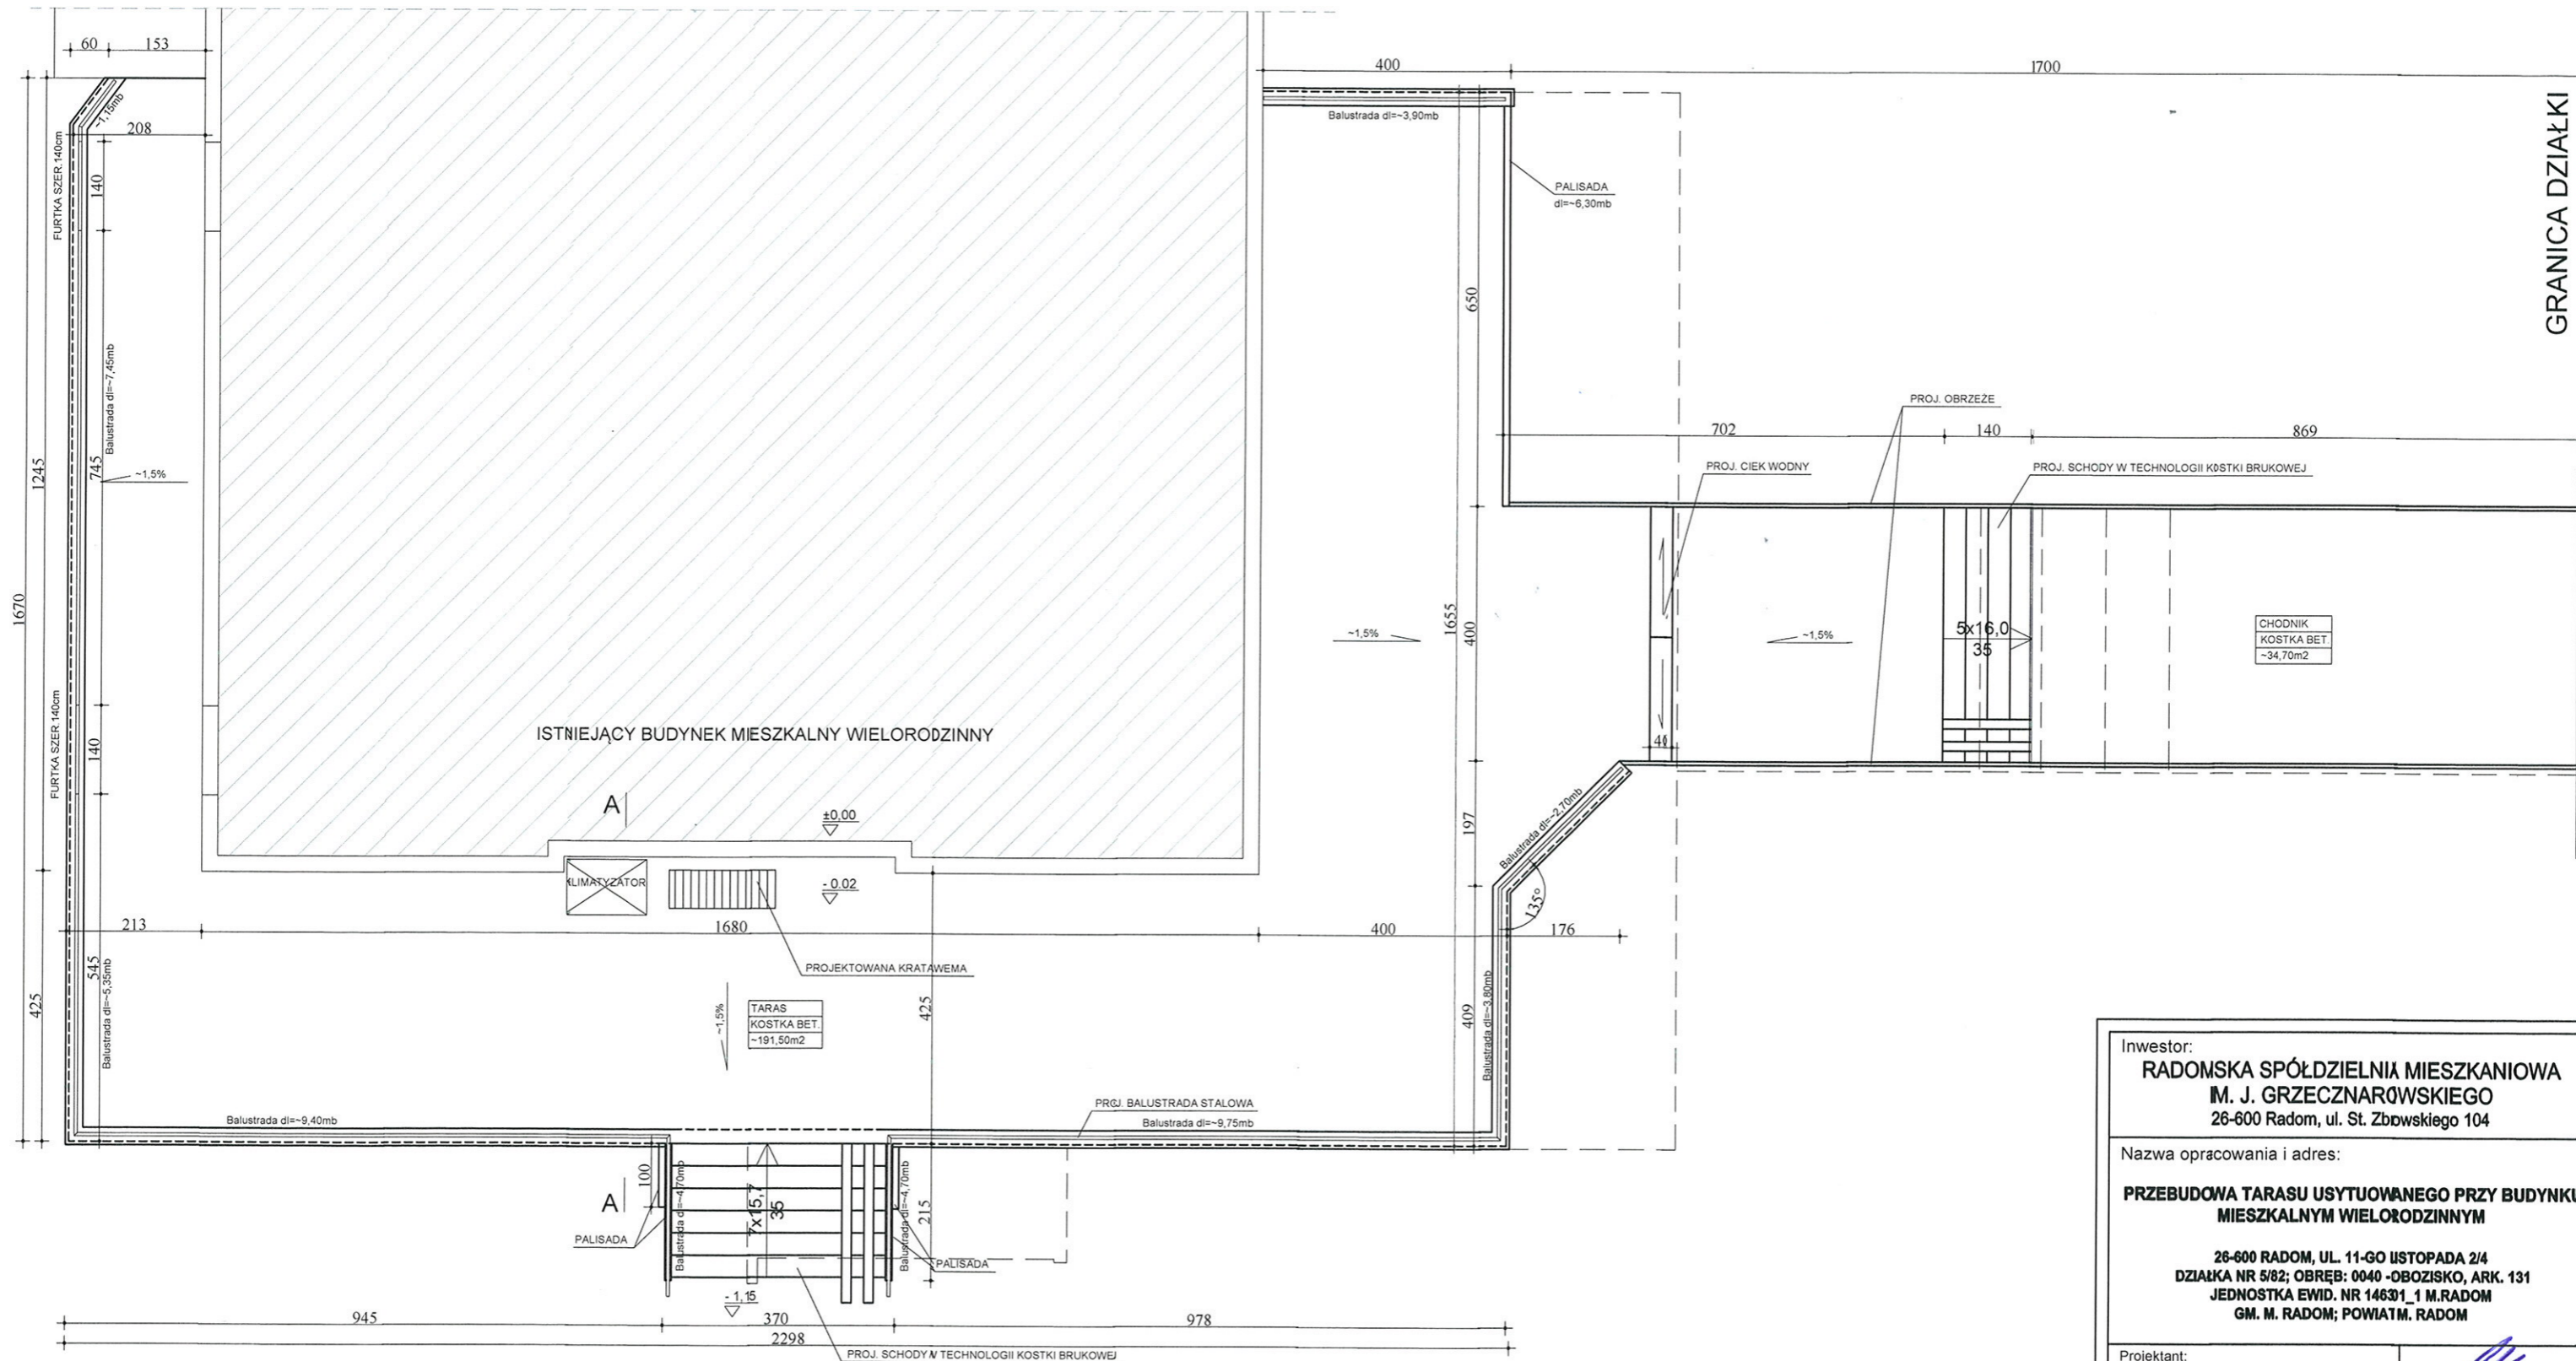 60
153
400
1700
GRANICA DZIAŁKI
~1,15mb
Balustrada dl=~3,90mb
208
FURTKA SZER.140cm
140
PALISADA
dl=~6,30mb
650
Balustrada dl=~7,45mb
PROJ. OBRZEŻE
702
140
869
1245
745
~1,5%
PROJ. CIEK WODNY
PROJ. SCHODY W TECHNOLOGII KOSTKI BRUKOWEJ
1670
1655
400
~1,5%
~1,5%
5x16,0
35
CHODNIK
KOSTKA BET.
~34,70m2
FURTKA SZER.140cm
140
ISTNIEJĄCY BUDYNEK MIESZKALNY WIELORODZINNY
40
A
±0,00
197
Balustrada dl=~2,70mb
KLIMATYZATOR
- 0.02
135°
213
1680
400
176
PROJEKTOWANA KRATAWEMA
545
425
Balustrada dl=~5,35mb
~1,5%
TARAS
KOSTKA BET.
~191,50m2
425
409
Balustrada dl=~3,80mb
Balustrada dl=~9,40mb
PROJ. BALUSTRADA STALOWA
Balustrada dl=~9,75mb
100
A
PALISADA
Balustrada dl=~4,70mb
7x15,7
35
Balustrada dl=~4,70mb
215
PALISADA
- 1,15
945
370
978
2298
PROJ. SCHODY W TECHNOLOGII KOSTKI BRUKOWEJ
Inwestor:
RADOMSKA SPÓŁDZIELNIA MIESZKANIOWA
IM. J. GRZECZNAROWSKIEGO
26-600 Radom, ul. St. Zbrowskiego 104
Nazwa opracowania i adres:
PRZEBUDOWA TARASU USYTUOWANEGO PRZY BUDYNKU
MIESZKALNYM WIELORODZINNYM
26-600 RADOM, UL. 11-GO LISTOPADA 2/4
DZIAŁKA NR 5/82; OBRĘB: 0040 -OBOZISKO, ARK. 131
JEDNOSTKA EWID. NR 146301_1 M.RADOM
GM. M. RADOM; POWIAT M. RADOM
Projektant: